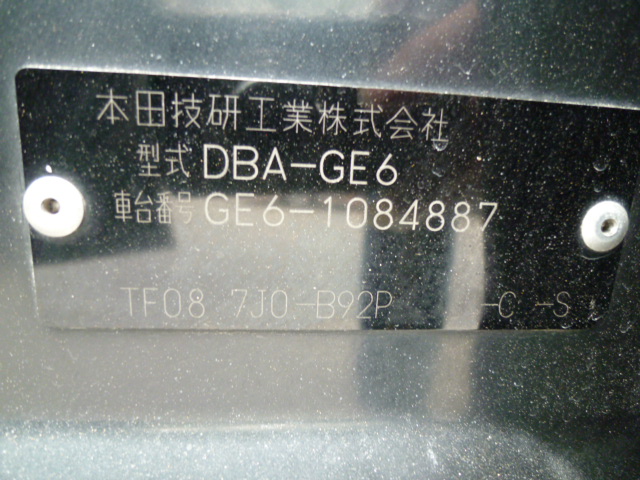 本田技研工業株式会社
型式 DBA-GE6
車台番号 GE6-1084887
TF08 7J0-B92P -C -S